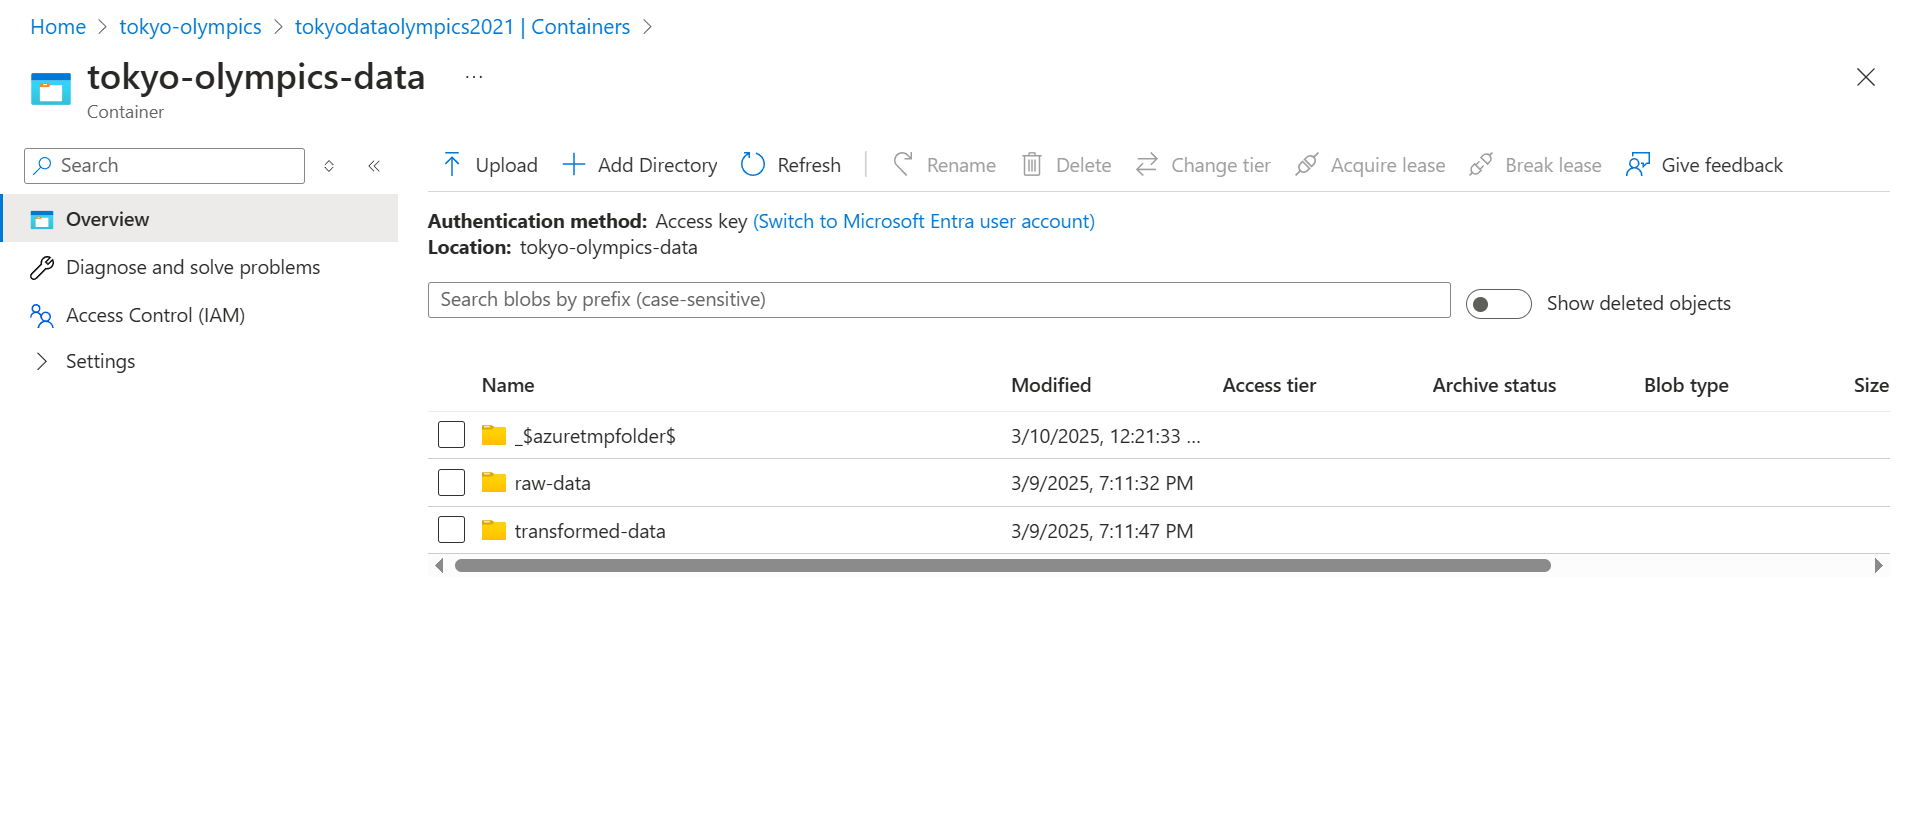 Home > tokyo-olympics > tokyodataolympics2021 | Containers >
tokyo-olympics-data ...
Container
Search
Overview
Diagnose and solve problems
Access Control (IAM)
Settings
Upload Add Directory Refresh Rename Delete Change tier Acquire lease Break lease Give feedback
Authentication method: Access key (Switch to Microsoft Entra user account)
Location: tokyo-olympics-data
Search blobs by prefix (case-sensitive) Show deleted objects
Name Modified Access tier Archive status Blob type Size
_$azuretmpfolder$ 3/10/2025, 12:21:33 ...
raw-data 3/9/2025, 7:11:32 PM
transformed-data 3/9/2025, 7:11:47 PM